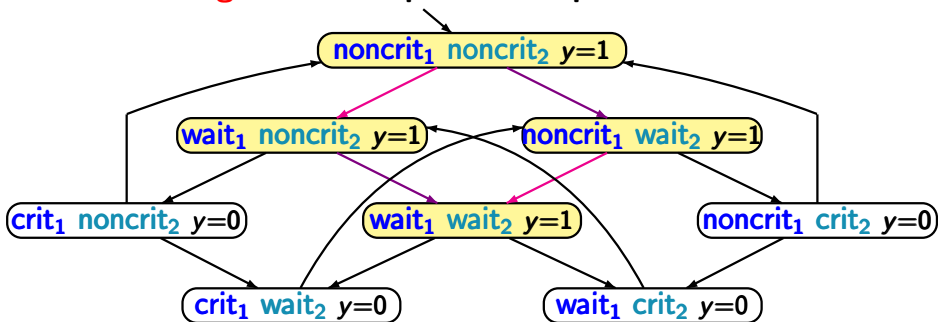 noncrit₁ noncrit₂ y=1
wait₁ noncrit₂ y=1 noncrit₁ wait₂ y=1
crit₁ noncrit₂ y=0 wait₁ wait₂ y=1 noncrit₁ crit₂ y=0
crit₁ wait₂ y=0 wait₁ crit₂ y=0